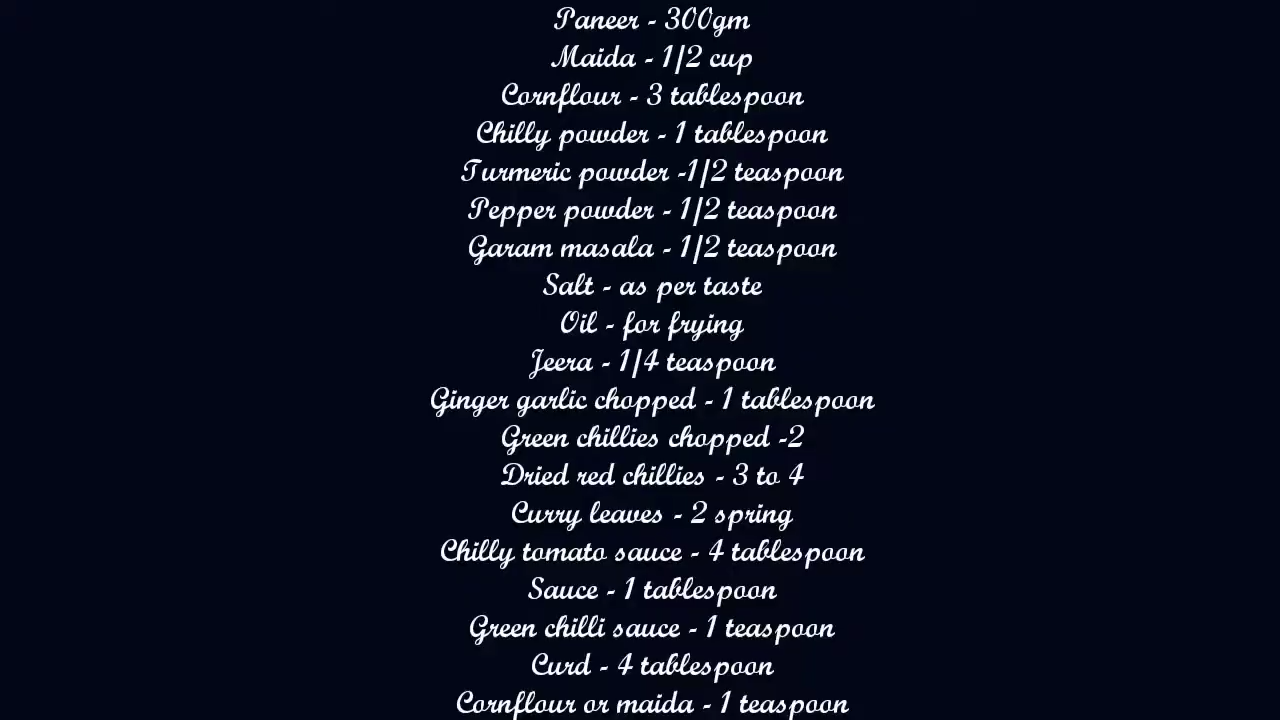 Paneer - 300gm
Maida - 1/2 cup
Cornflour - 3 tablespoon
Chilly powder - 1 tablespoon
Turmeric powder -1/2 teaspoon
Pepper powder - 1/2 teaspoon
Garam masala - 1/2 teaspoon
Salt - as per taste
Oil - for frying
Jeera - 1/4 teaspoon
Ginger garlic chopped - 1 tablespoon
Green chillies chopped -2
Dried red chillies - 3 to 4
Curry leaves - 2 spring
Chilly tomato sauce - 4 tablespoon
Sauce - 1 tablespoon
Green chilli sauce - 1 teaspoon
Curd - 4 tablespoon
Cornflour or maida - 1 teaspoon